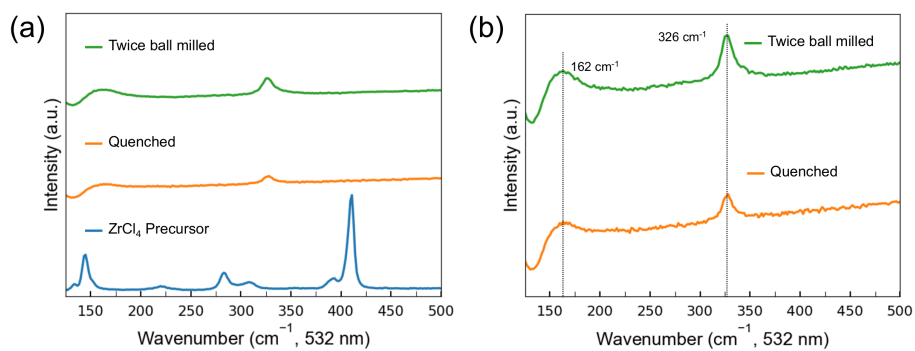 (a)
Twice ball milled
Quenched
ZrCl₄ Precursor
Intensity (a.u.)
150 200 250 300 350 400 450 500
Wavenumber (cm⁻¹, 532 nm)
(b)
326 cm⁻¹
Twice ball milled
162 cm⁻¹
Quenched
Intensity (a.u.)
150 200 250 300 350 400 450 500
Wavenumber (cm⁻¹, 532 nm)